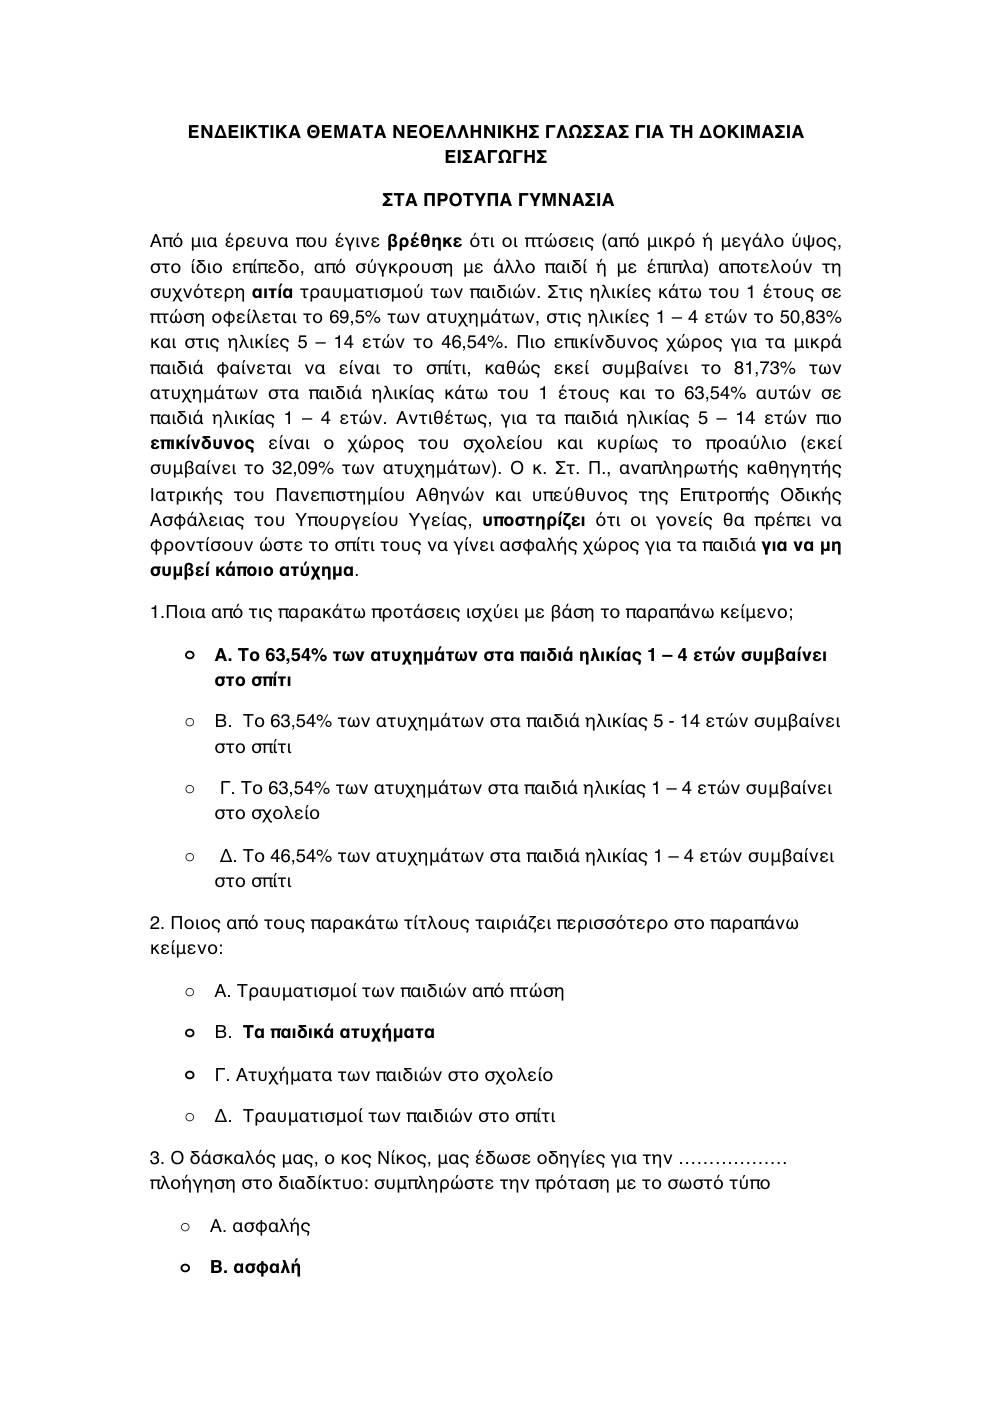 ΕΝΔΕΙΚΤΙΚΑ ΘΕΜΑΤΑ ΝΕΟΕΛΛΗΝΙΚΗΣ ΓΛΩΣΣΑΣ ΓΙΑ ΤΗ ΔΟΚΙΜΑΣΙΑ
ΕΙΣΑΓΩΓΗΣ
ΣΤΑ ΠΡΟΤΥΠΑ ΓΥΜΝΑΣΙΑ
Από μια έρευνα που έγινε βρέθηκε ότι οι πτώσεις (από μικρό ή μεγάλο ύψος,
στο ίδιο επίπεδο, από σύγκρουση με άλλο παιδί ή με έπιπλα) αποτελούν τη
συχνότερη αιτία τραυματισμού των παιδιών. Στις ηλικίες κάτω του 1 έτους σε
πτώση οφείλεται το 69,5% των ατυχημάτων, στις ηλικίες 1 – 4 ετών το 50,83%
και στις ηλικίες 5 – 14 ετών το 46,54%. Πιο επικίνδυνος χώρος για τα μικρά
παιδιά φαίνεται να είναι το σπίτι, καθώς εκεί συμβαίνει το 81,73% των
ατυχημάτων στα παιδιά ηλικίας κάτω του 1 έτους και το 63,54% αυτών σε
παιδιά ηλικίας 1 – 4 ετών. Αντιθέτως, για τα παιδιά ηλικίας 5 – 14 ετών πιο
επικίνδυνος είναι ο χώρος του σχολείου και κυρίως το προαύλιο (εκεί
συμβαίνει το 32,09% των ατυχημάτων). Ο κ. Στ. Π., αναπληρωτής καθηγητής
Ιατρικής του Πανεπιστημίου Αθηνών και υπεύθυνος της Επιτροπής Οδικής
Ασφάλειας του Υπουργείου Υγείας, υποστηρίζει ότι οι γονείς θα πρέπει να
φροντίσουν ώστε το σπίτι τους να γίνει ασφαλής χώρος για τα παιδιά για να μη
συμβεί κάποιο ατύχημα.
1.Ποια από τις παρακάτω προτάσεις ισχύει με βάση το παραπάνω κείμενο;
o Α. Το 63,54% των ατυχημάτων στα παιδιά ηλικίας 1 – 4 ετών συμβαίνει
στο σπίτι
o Β. Το 63,54% των ατυχημάτων στα παιδιά ηλικίας 5 - 14 ετών συμβαίνει
στο σπίτι
o Γ. Το 63,54% των ατυχημάτων στα παιδιά ηλικίας 1 – 4 ετών συμβαίνει
στο σχολείο
o Δ. Το 46,54% των ατυχημάτων στα παιδιά ηλικίας 1 – 4 ετών συμβαίνει
στο σπίτι
2. Ποιος από τους παρακάτω τίτλους ταιριάζει περισσότερο στο παραπάνω
κείμενο:
o Α. Τραυματισμοί των παιδιών από πτώση
o Β. Τα παιδικά ατυχήματα
o Γ. Ατυχήματα των παιδιών στο σχολείο
o Δ. Τραυματισμοί των παιδιών στο σπίτι
3. Ο δάσκαλός μας, ο κος Νίκος, μας έδωσε οδηγίες για την ………………
πλοήγηση στο διαδίκτυο: συμπληρώστε την πρόταση με το σωστό τύπο
o Α. ασφαλής
o Β. ασφαλή